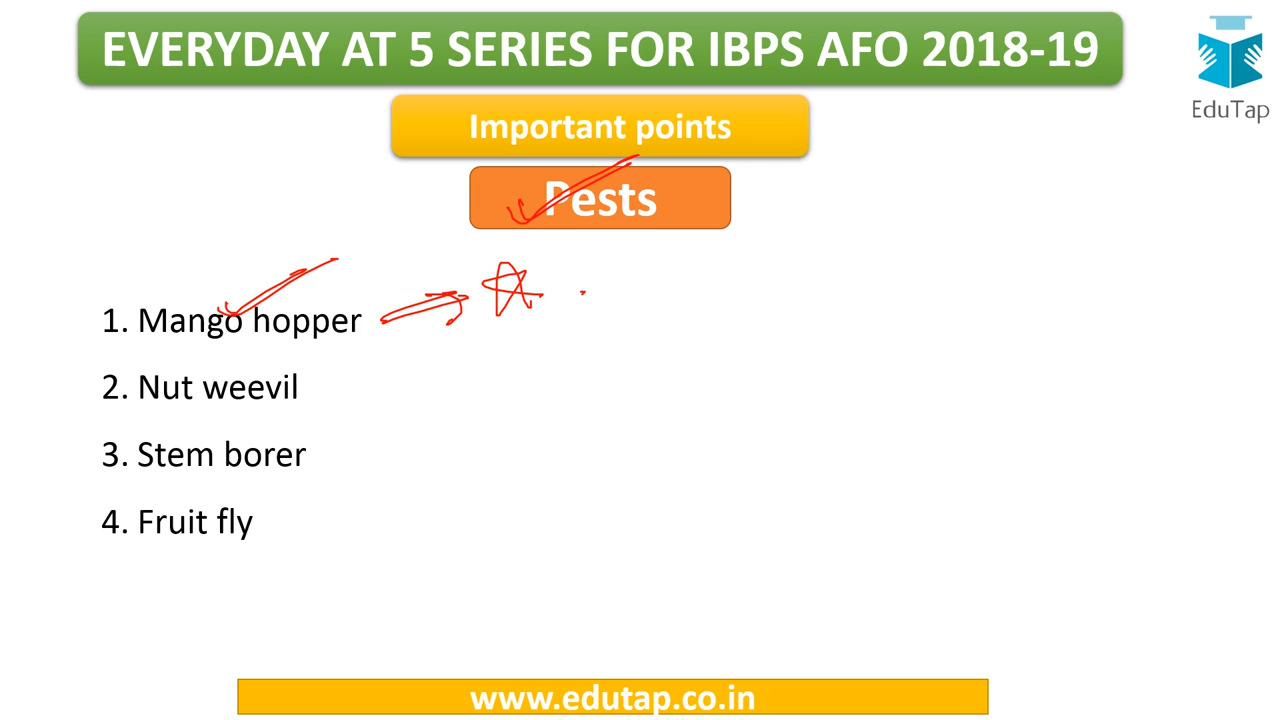 EVERYDAY AT 5 SERIES FOR IBPS AFO 2018-19
EduTap
Important points
Pests
1. Mango hopper
2. Nut weevil
3. Stem borer
4. Fruit fly
www.edutap.co.in